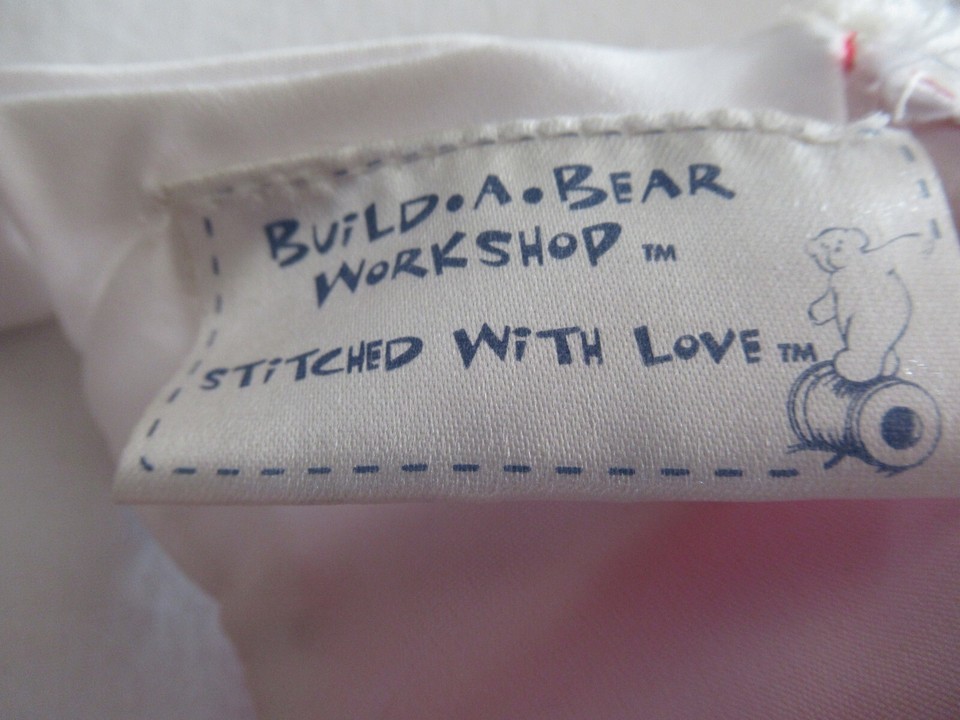 BUiLD•A•BEAR
WORKSHOP TM
STiTCHED WiTH LOVE TM